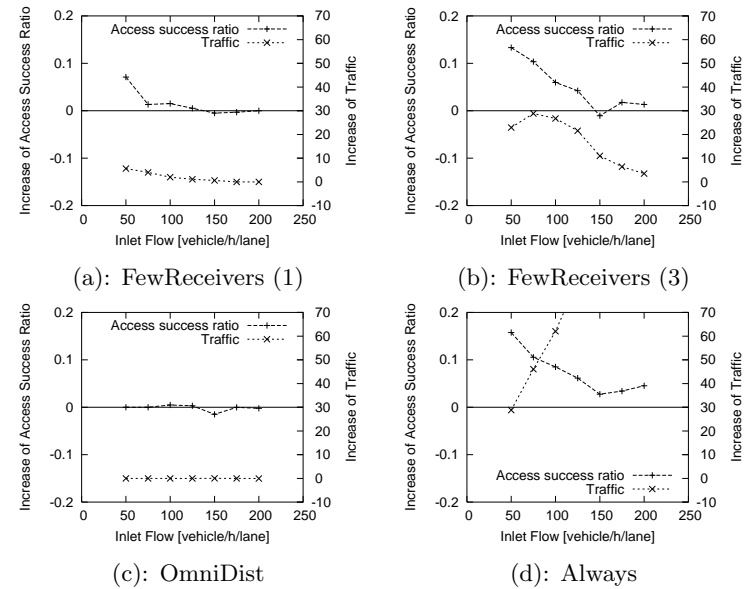 0.2
0.1
0
-0.1
-0.2
70
60
50
40
30
20
10
0
-10
0 50 100 150 200 250
Increase of Access Success Ratio
Increase of Traffic
Inlet Flow [vehicle/h/lane]
Access success ratio
Traffic
(a): FewReceivers (1)
0.2
0.1
0
-0.1
-0.2
70
60
50
40
30
20
10
0
-10
0 50 100 150 200 250
Increase of Access Success Ratio
Increase of Traffic
Inlet Flow [vehicle/h/lane]
Access success ratio
Traffic
(b): FewReceivers (3)
0.2
0.1
0
-0.1
-0.2
70
60
50
40
30
20
10
0
-10
0 50 100 150 200 250
Increase of Access Success Ratio
Increase of Traffic
Inlet Flow [vehicle/h/lane]
Access success ratio
Traffic
(c): OmniDist
0.2
0.1
0
-0.1
-0.2
70
60
50
40
30
20
10
0
-10
0 50 100 150 200 250
Increase of Access Success Ratio
Increase of Traffic
Inlet Flow [vehicle/h/lane]
Access success ratio
Traffic
(d): Always